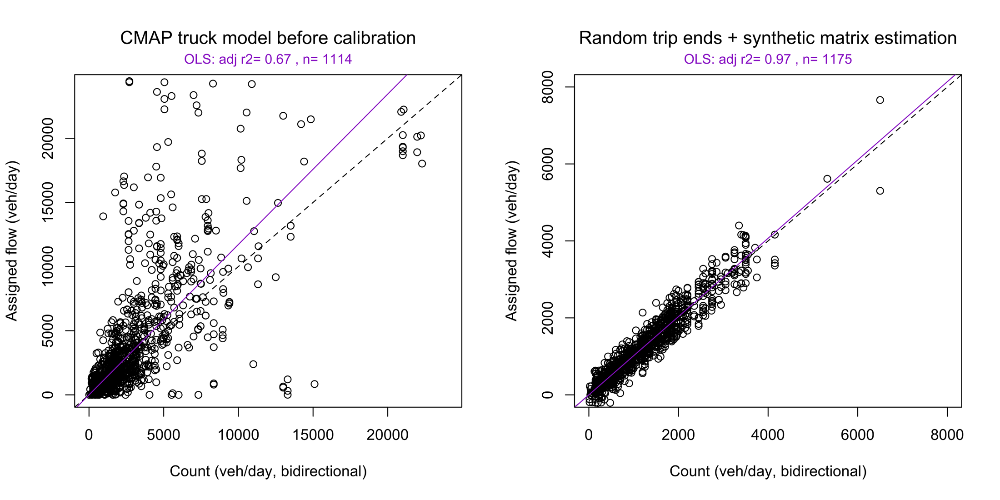 CMAP truck model before calibration
OLS: adj r2= 0.67 , n= 1114
Assigned flow (veh/day)
20000
15000
10000
5000
0
0 5000 10000 15000 20000
Count (veh/day, bidirectional)
Random trip ends + synthetic matrix estimation
OLS: adj r2= 0.97 , n= 1175
Assigned flow (veh/day)
8000
6000
4000
2000
0
0 2000 4000 6000 8000
Count (veh/day, bidirectional)